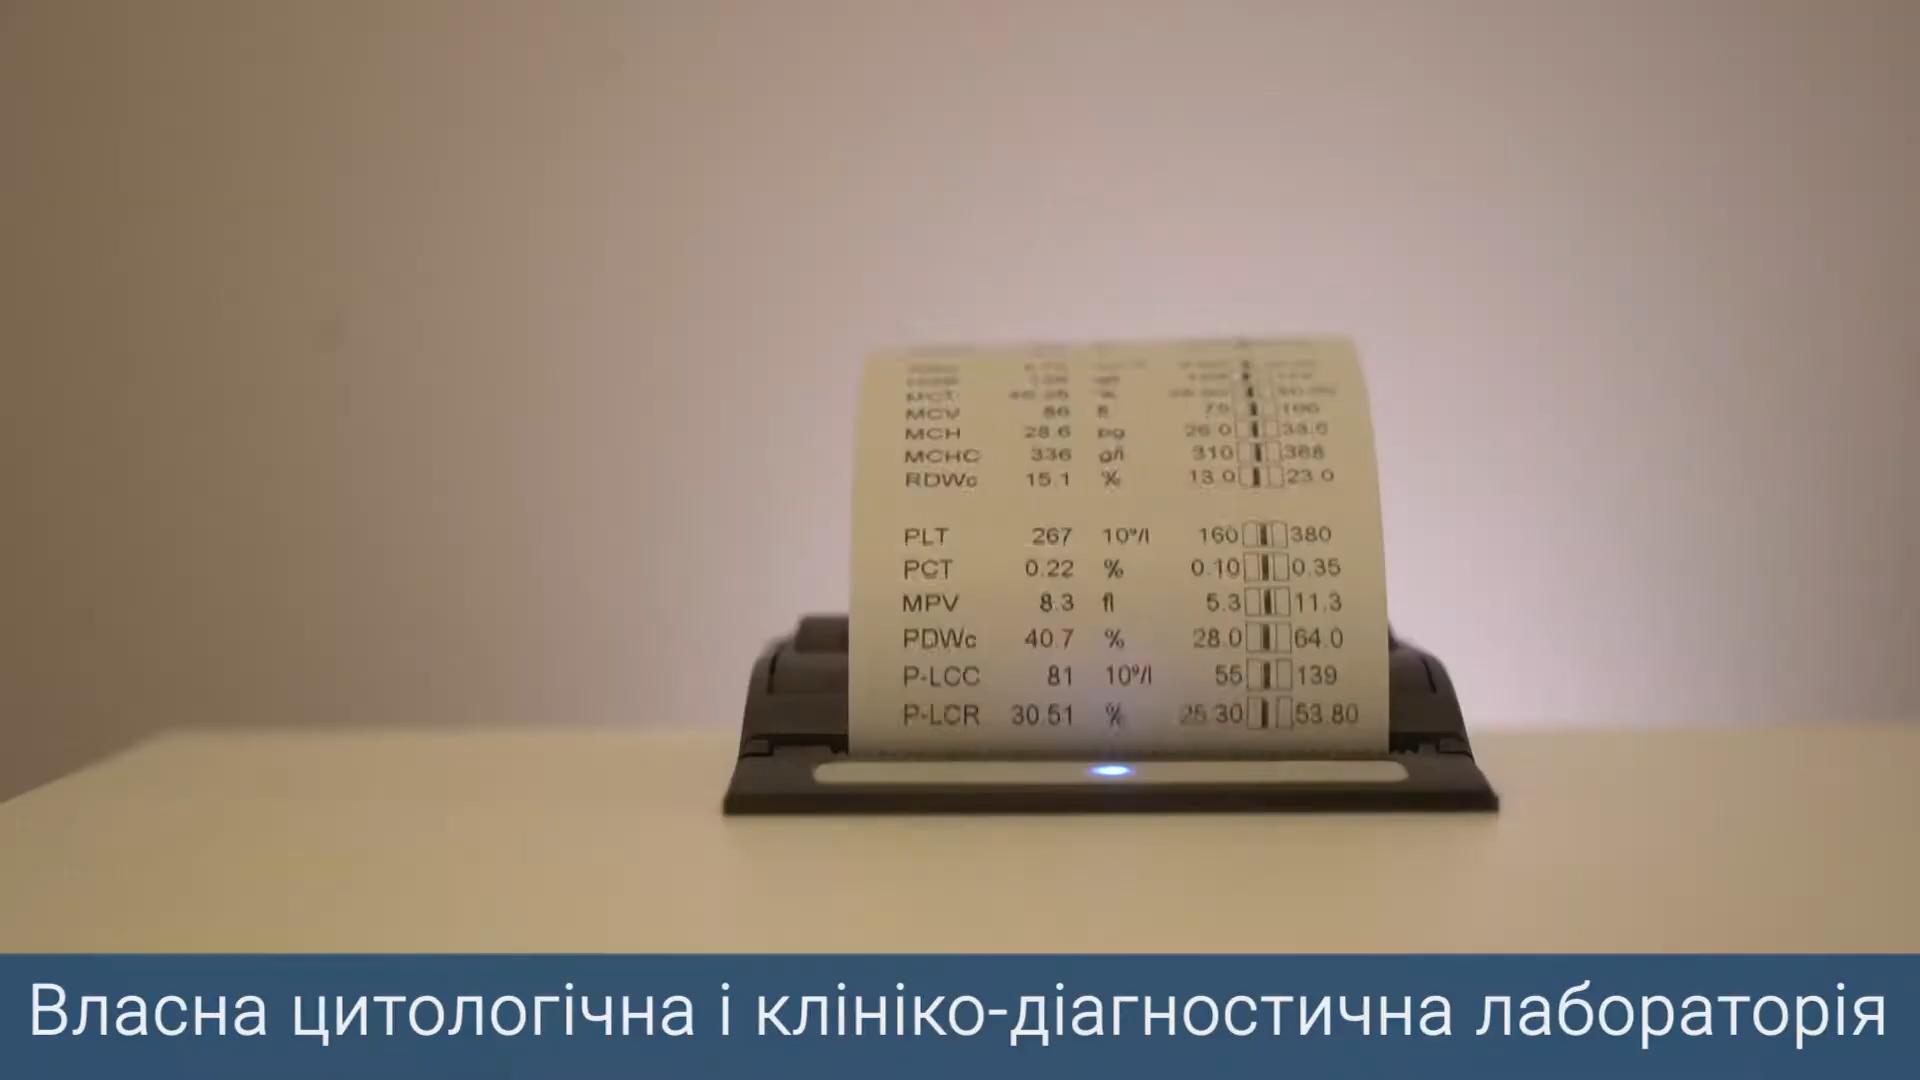 MCV 86 fl 75 100
MCH 28.6 pg 26.0 33.6
MCHC 336 g/l 310 368
RDWc 15.1 % 13.0 23.0
PLT 267 10⁹/l 160 380
PCT 0.22 % 0.10 0.35
MPV 8.3 fl 5.3 11.3
PDWc 40.7 % 28.0 64.0
P-LCC 81 10⁹/l 55 139
P-LCR 30.51 % 25.30 53.80
Власна цитологічна і клініко-діагностична лабораторія